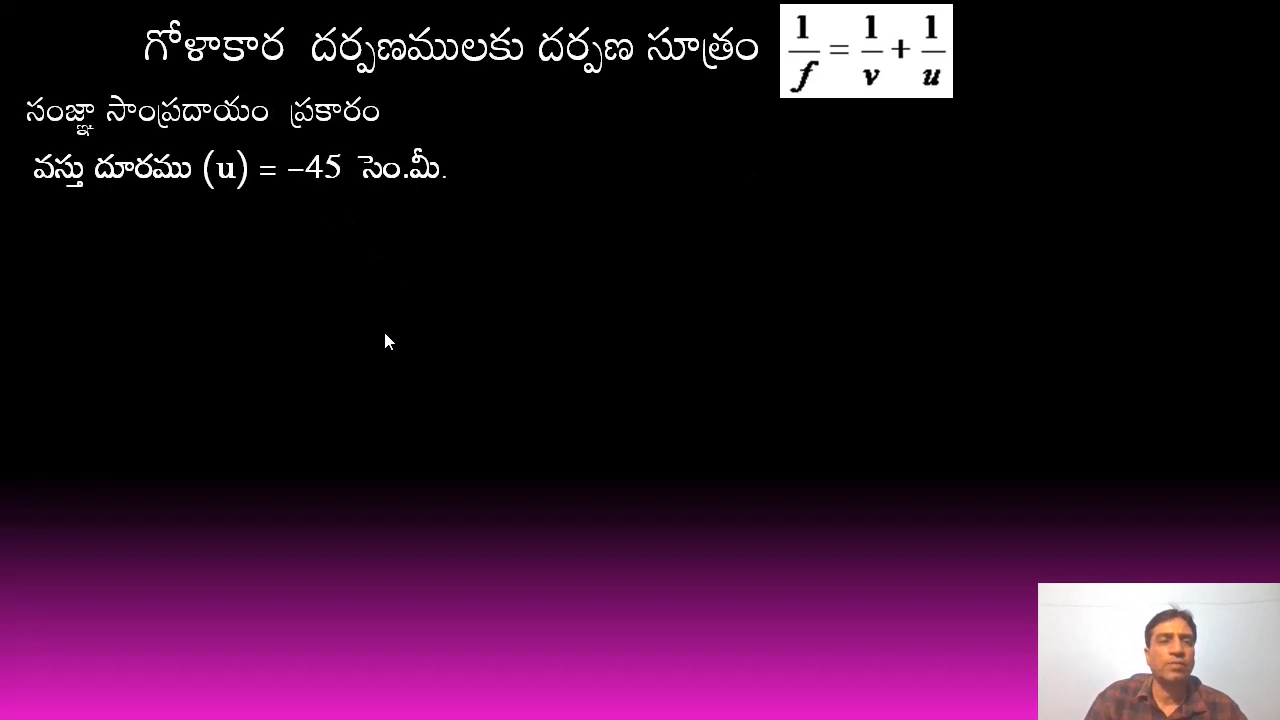 గోళాకార దర్పణములకు దర్పణ సూత్రం 1/f = 1/v + 1/u
సంజ్ఞా సాంప్రదాయం ప్రకారం
వస్తు దూరము (u) = –45 సెం.మీ.